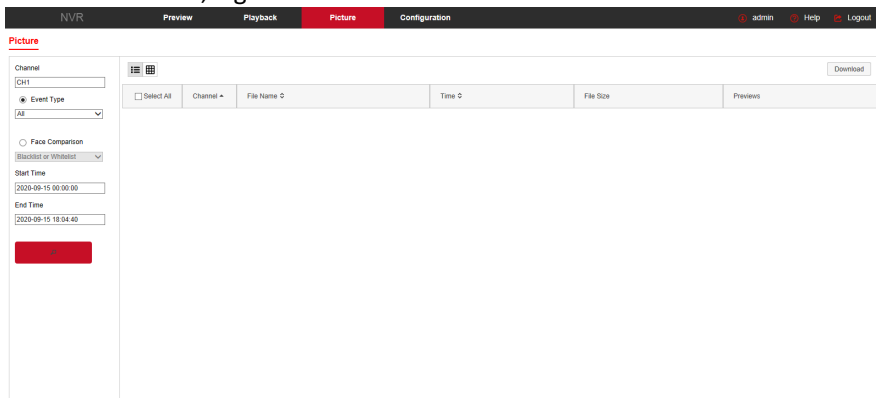 NVR Preview Playback Picture Configuration admin Help Logout
Picture
Channel
CH1
Event Type
All
Face Comparison
Blacklist or Whitelist
Start Time
2020-09-15 00:00:00
End Time
2020-09-15 18:04:40
Download
Select All Channel File Name Time File Size Previews